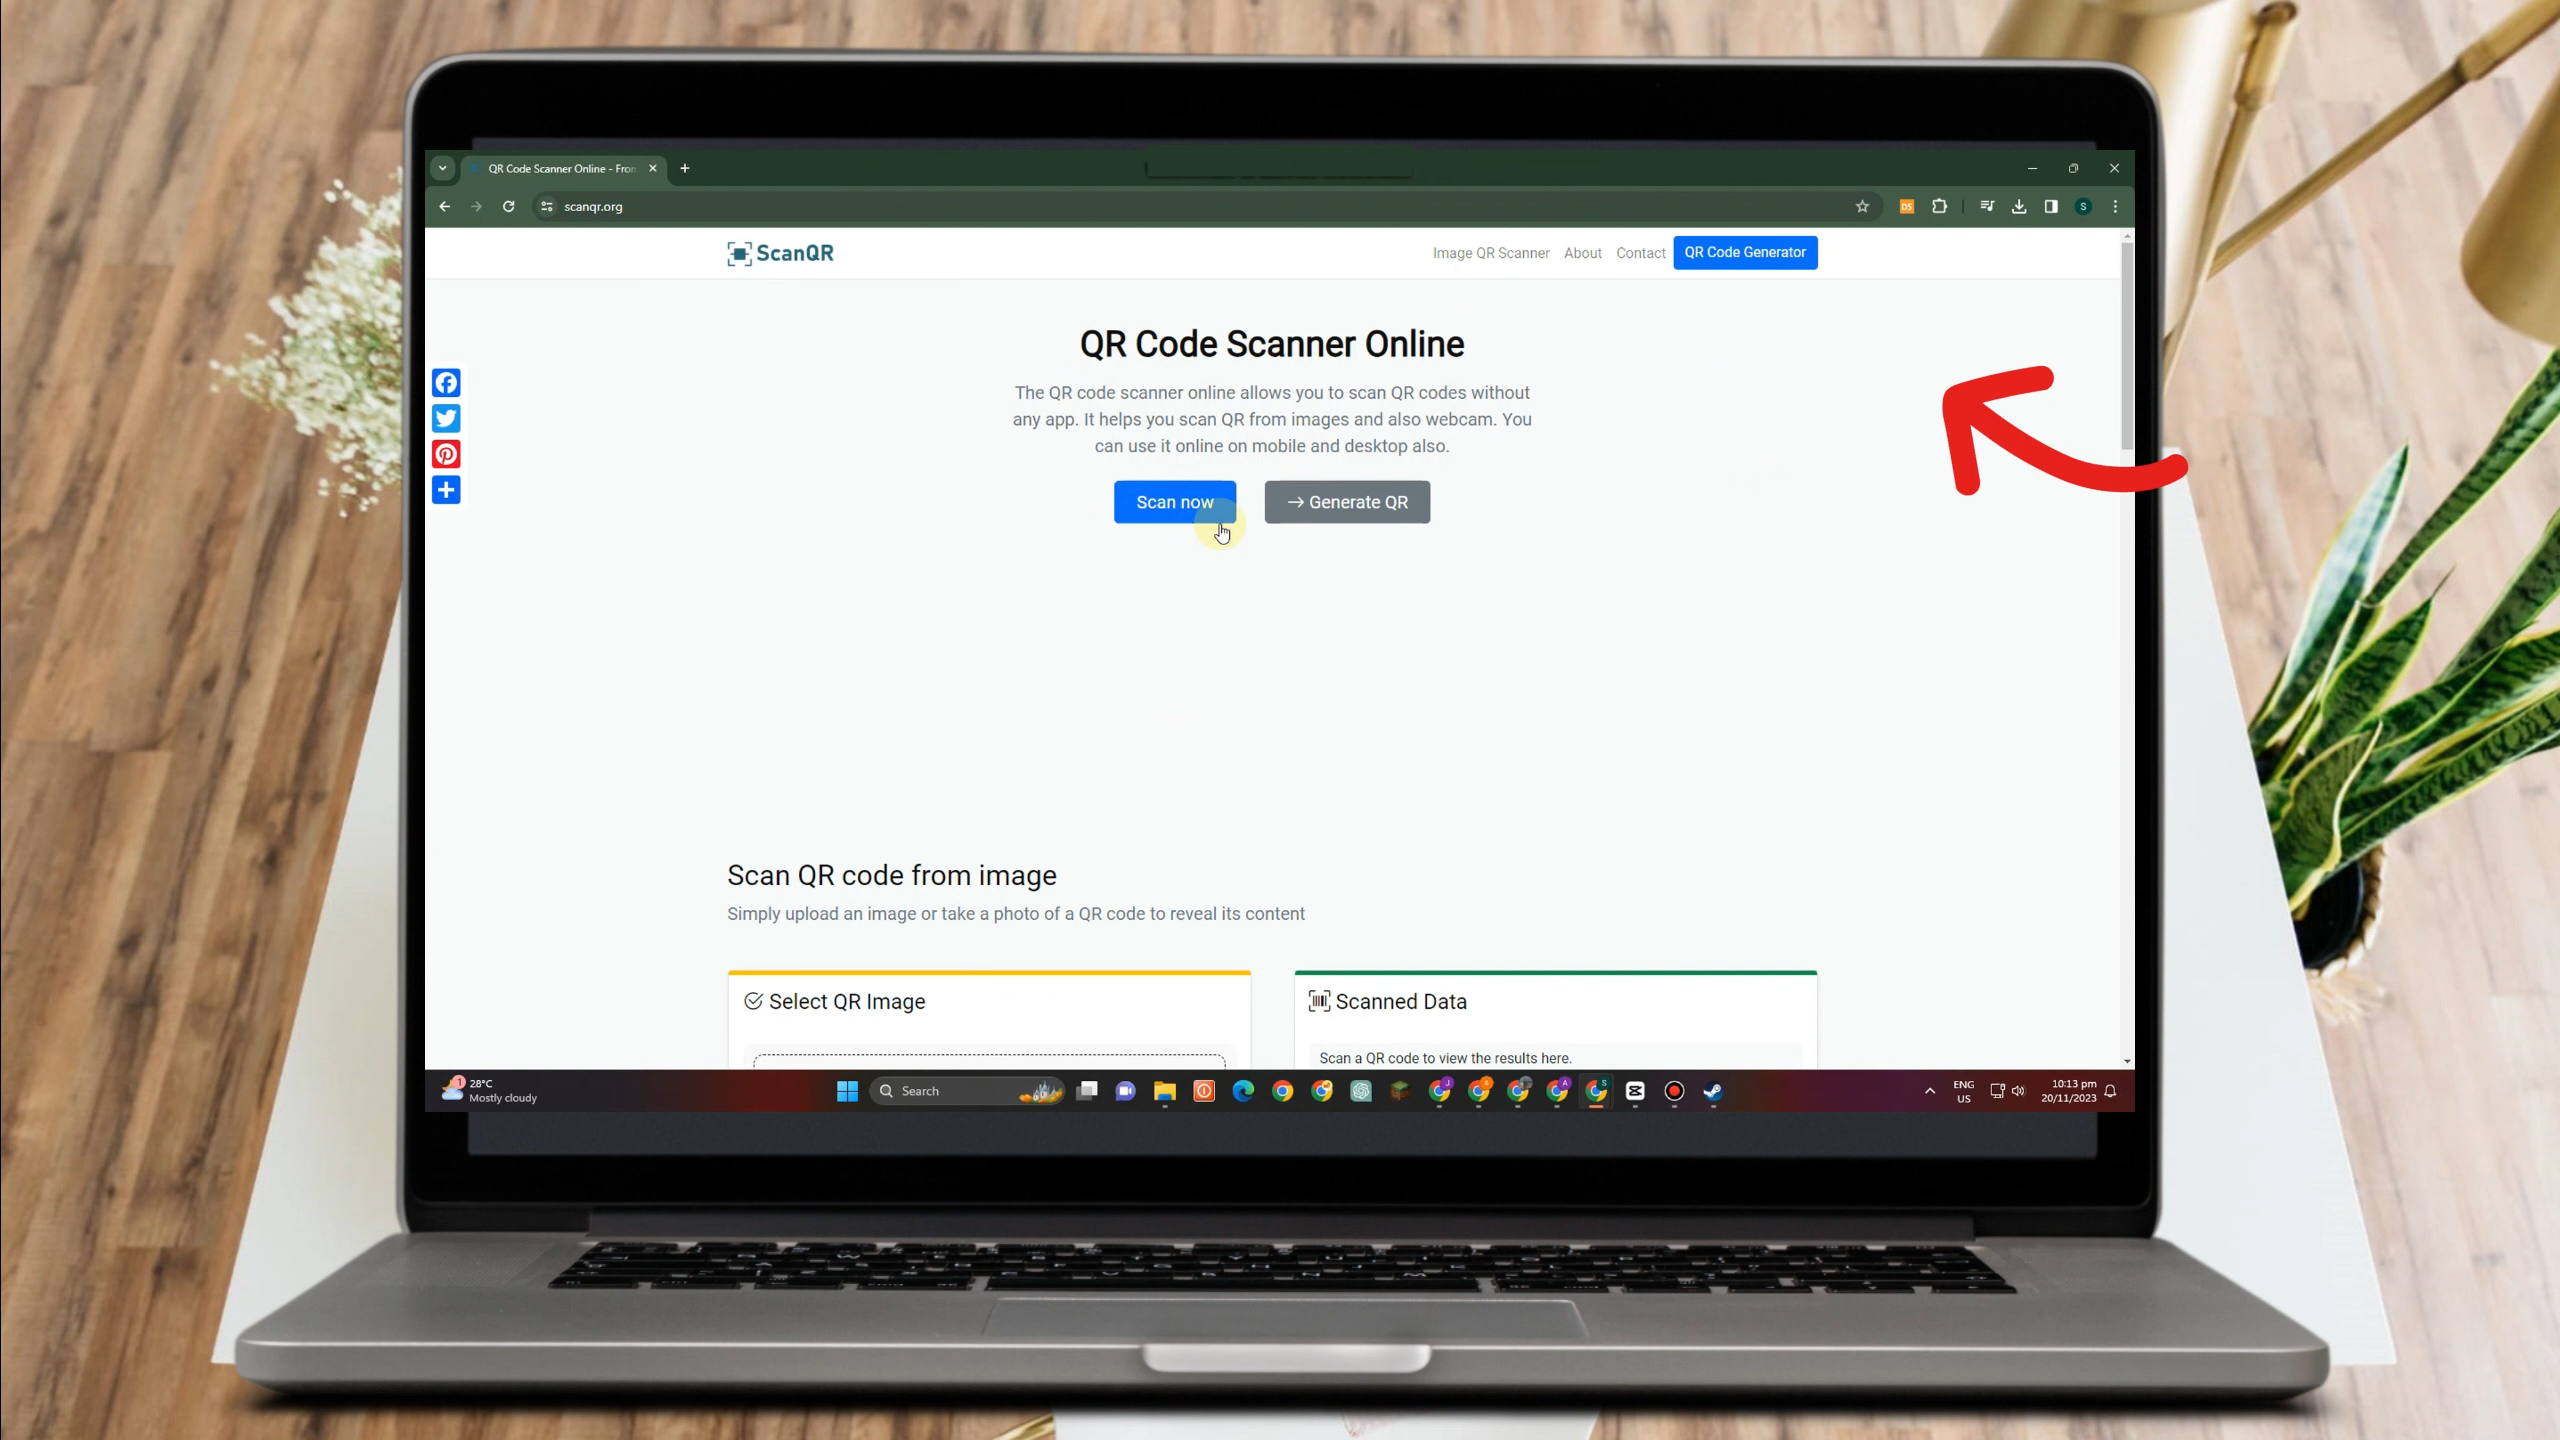 QR Code Scanner Online - Fron
scanqr.org
DS
S
ScanQR
Image QR Scanner About Contact QR Code Generator
QR Code Scanner Online
The QR code scanner online allows you to scan QR codes without
any app. It helps you scan QR from images and also webcam. You
can use it online on mobile and desktop also.
Scan now
→ Generate QR
Scan QR code from image
Simply upload an image or take a photo of a QR code to reveal its content
Select QR Image
Scanned Data
Scan a QR code to view the results here.
1
28°C
Mostly cloudy
Search
J
S
A
S
ENG
US
10:13 pm
20/11/2023